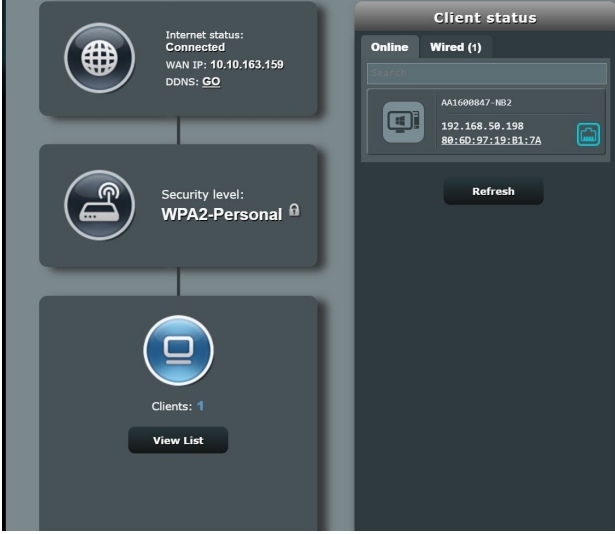 Internet status:
Connected
WAN IP: 10.10.163.159
DDNS: GO
Security level:
WPA2-Personal
Clients: 1
View List
Client status
Online
Wired (1)
Search
AA1600847-NB2
192.168.50.198
80:6D:97:19:B1:7A
Refresh